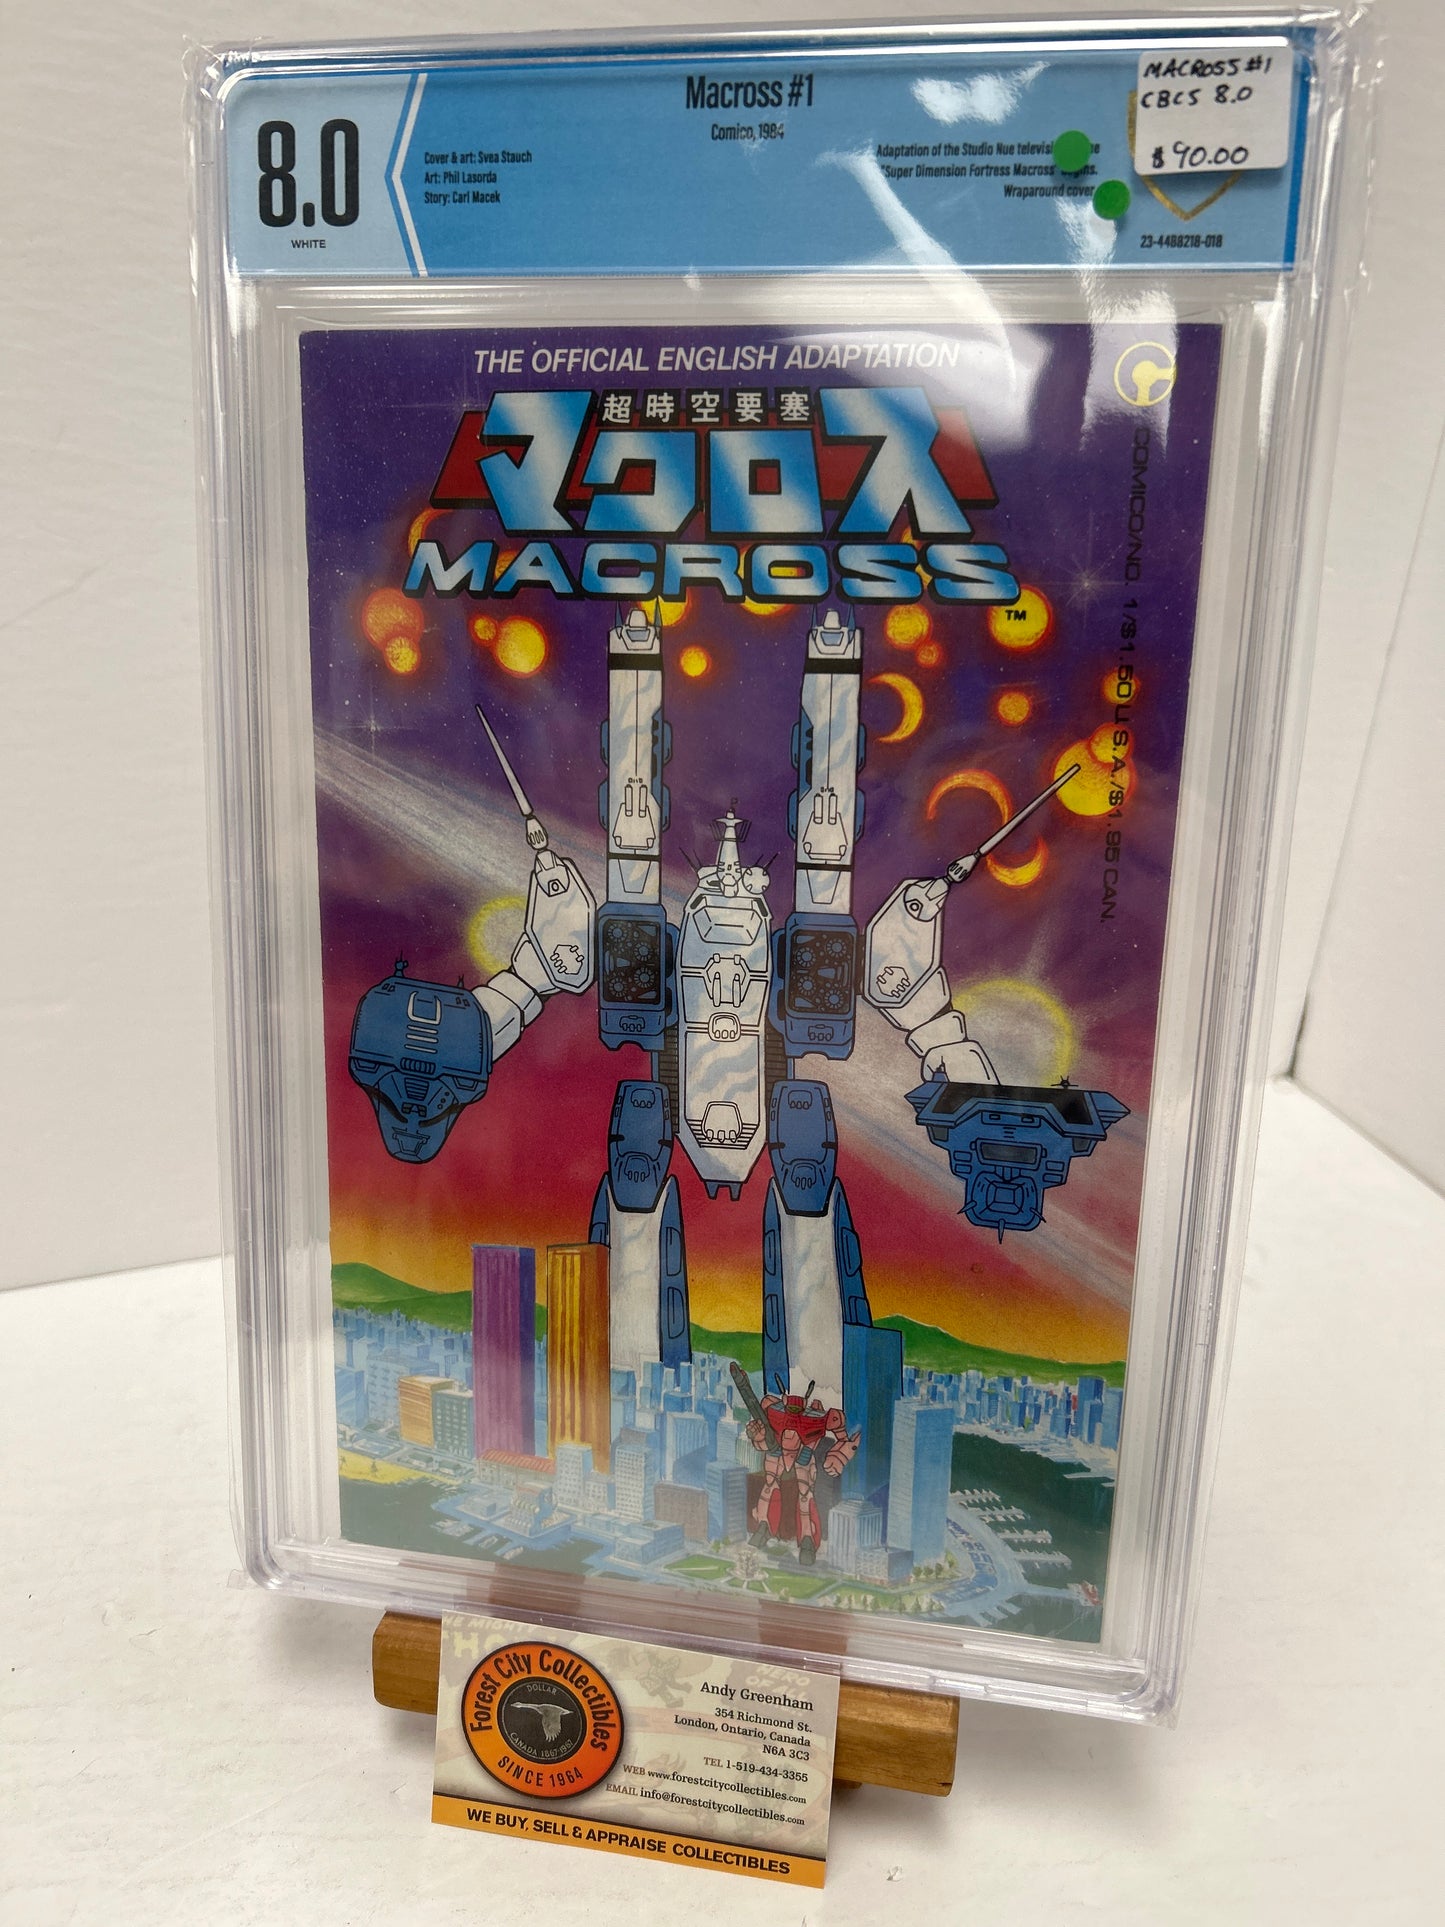 8.0
WHITE
Cover & art: Svea Stauch
Art: Phil Lasorda
Story: Carl Macek
Macross #1
Comico, 1984
Adaptation of the Studio Nue
"Super Dimension Fortress Macross"
Wraparound cover
23-44B8218-018
MACROSS #1
CBCS 8.0
$90.00
THE OFFICIAL ENGLISH ADAPTATION
超時空要塞
マクロス
MACROSS
TM
COMICO/NO. 1/$1.50 U.S.A./$1.95 CAN.
Forest City Collectibles
DOLLAR
CANADA 1867-1967
SINCE 1964
Andy Greenham
354 Richmond St.
London, Ontario, Canada
N6A 3C3
TEL 1-519-434-3355
WEB www.forestcitycollectibles.com
EMAIL info@forestcitycollectibles.com
WE BUY, SELL & APPRAISE COLLECTIBLES